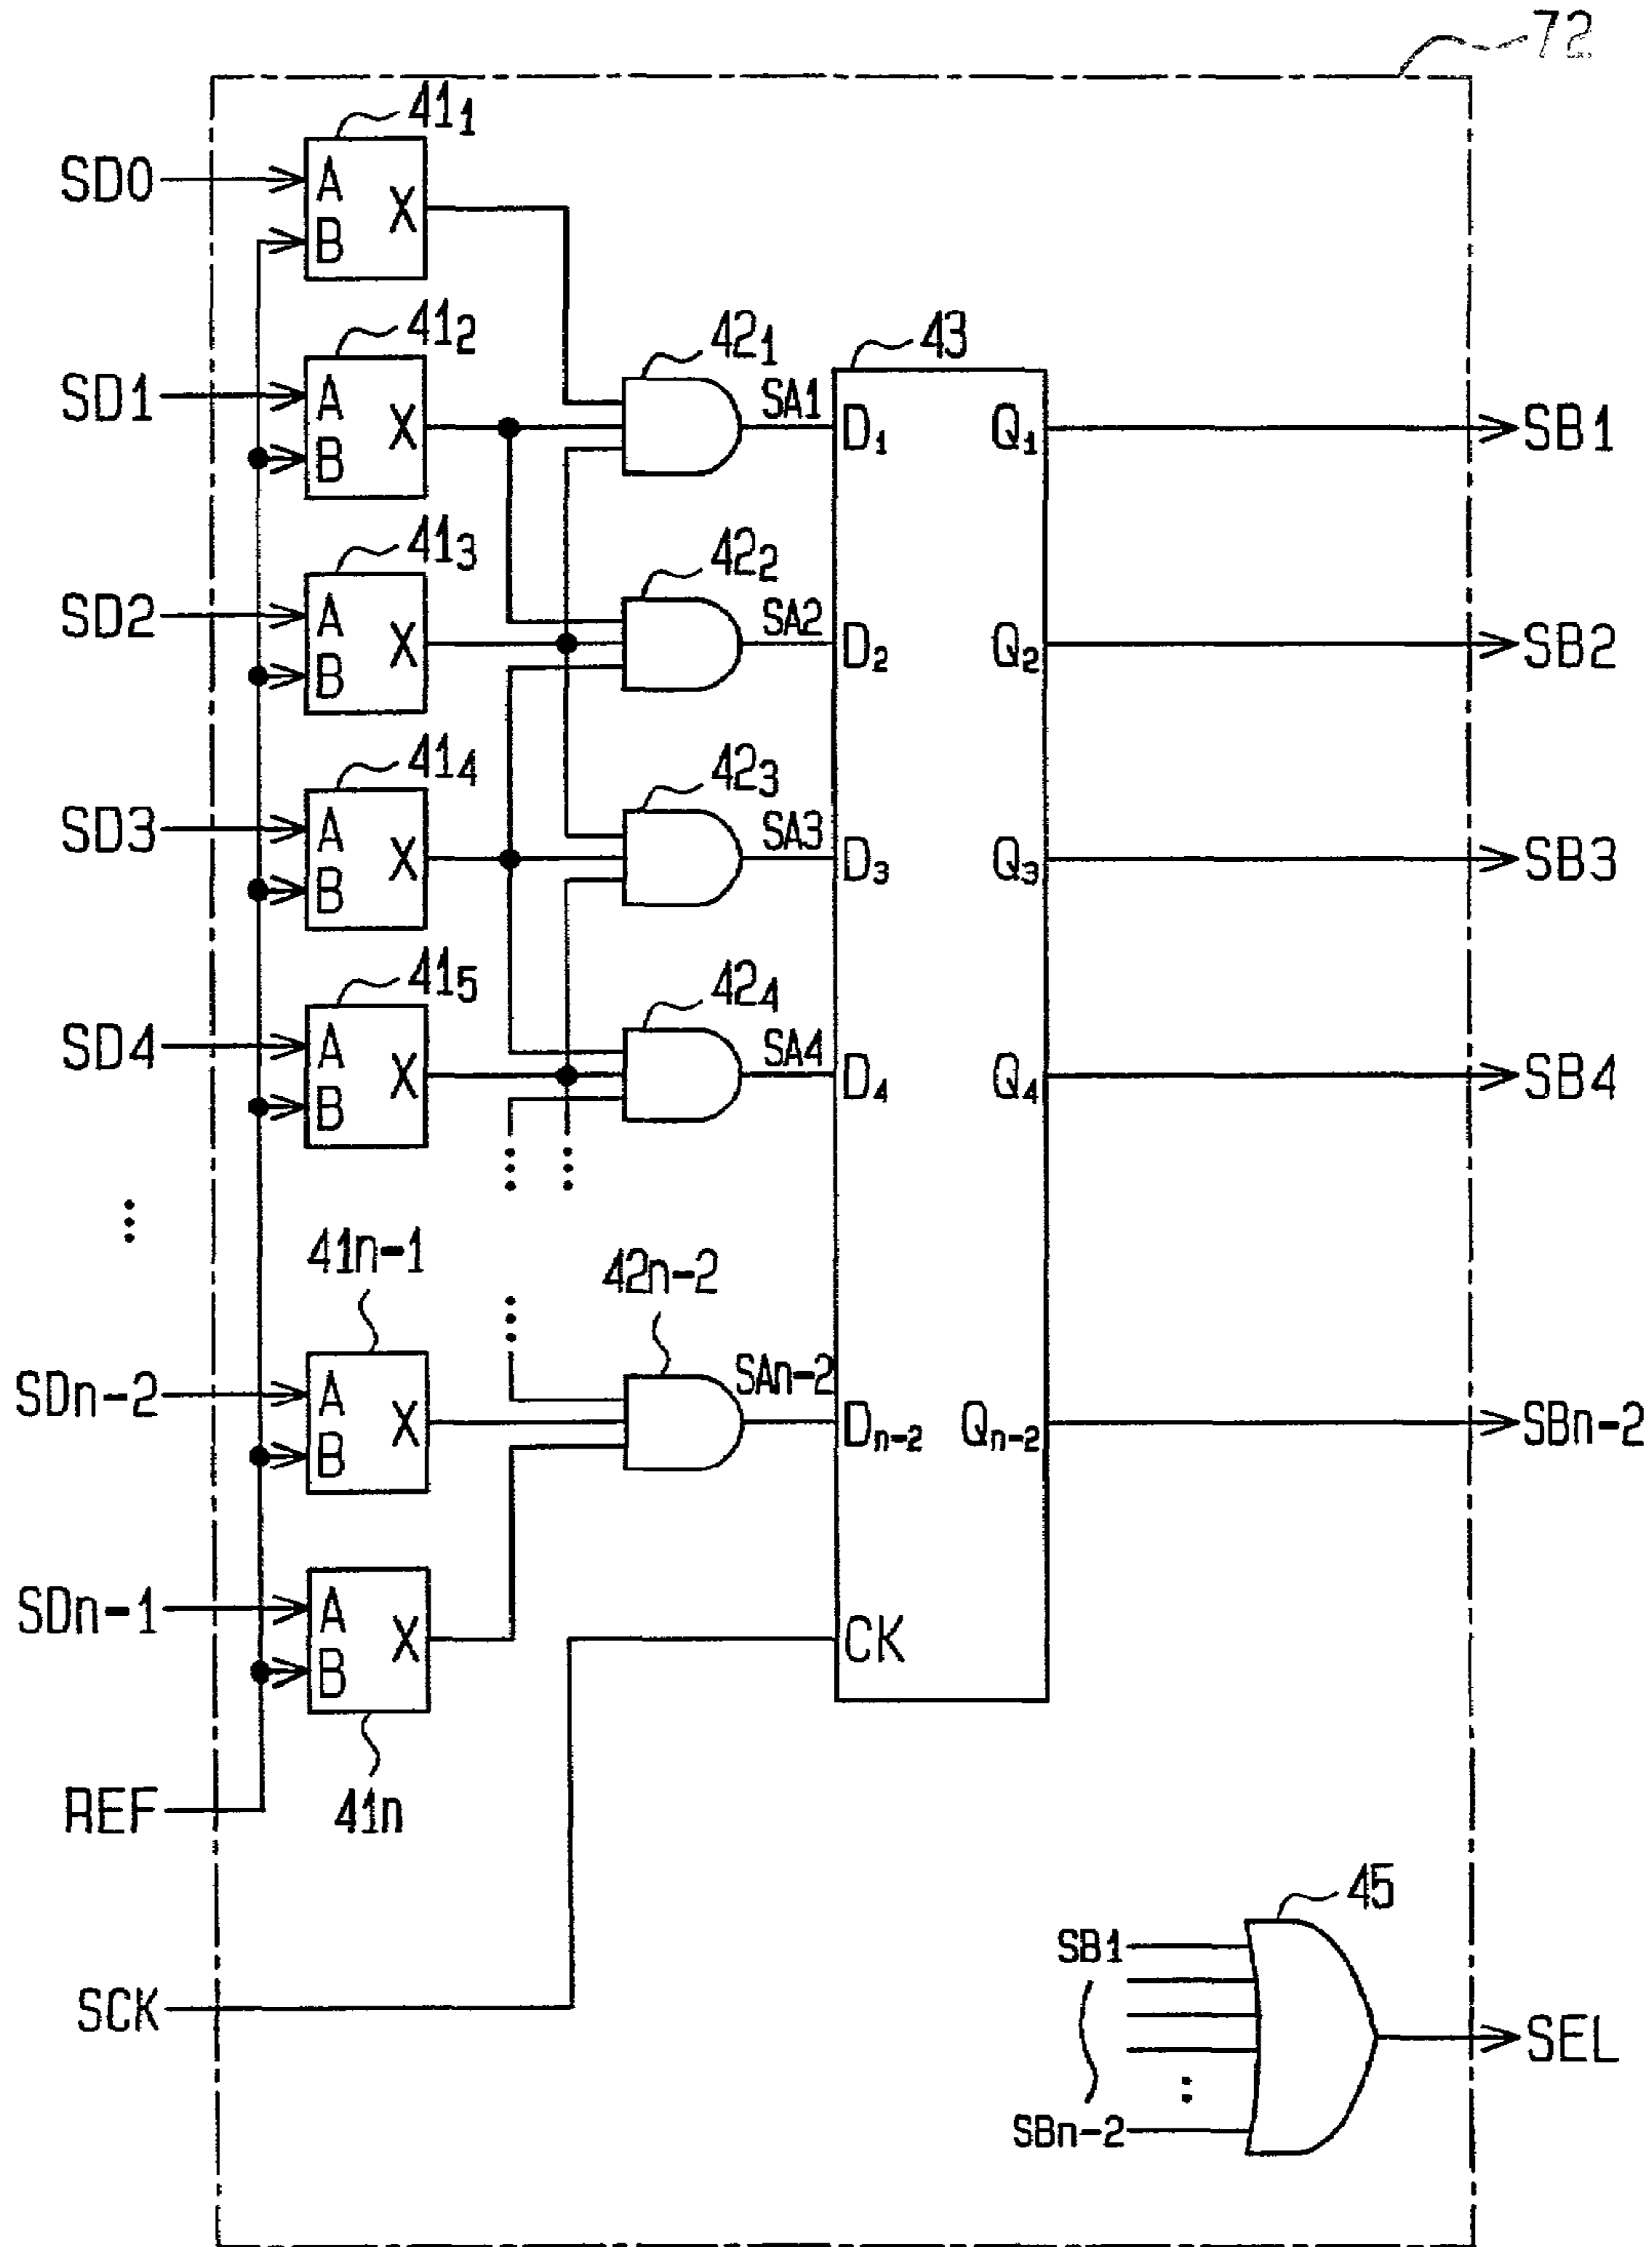 72
41₁
SD0
A
X
B
41₂
SD1
A
X
B
42₁
SA1
43
D₁
Q₁
SB1
41₃
SD2
A
X
B
42₂
SA2
D₂
Q₂
SB2
41₄
SD3
A
X
B
42₃
SA3
D₃
Q₃
SB3
41₅
SD4
A
X
B
42₄
SA4
D₄
Q₄
SB4
41n-1
SDn-2
A
X
B
42n-2
SAn-2
Dn-2
Qn-2
SBn-2
SDn-1
A
X
B
41n
CK
REF
SCK
45
SB1
SBn-2
SEL